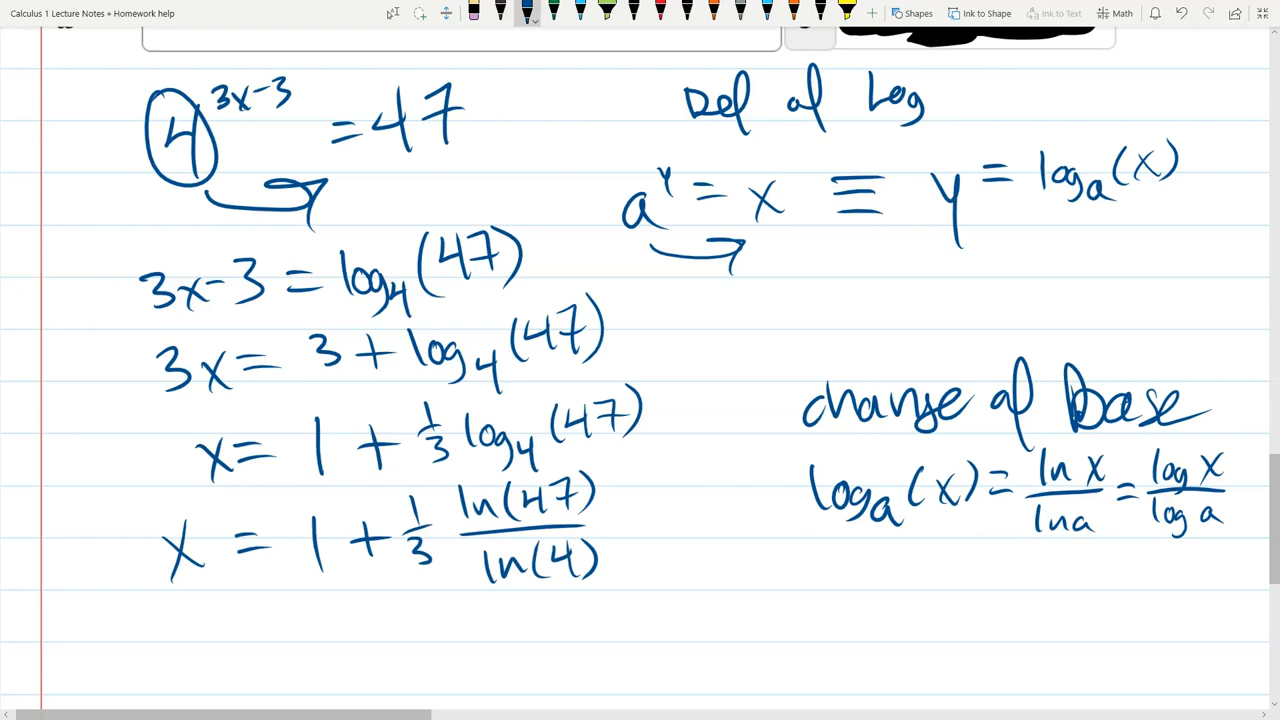 Calculus 1 Lecture Notes » Homework help
Shapes Ink to Shape Ink to Text Math
4^{3x-3} = 47
Def of Log
a^y = x ≡ y = log_a(x)
3x-3 = log_4(47)
3x = 3 + log_4(47)
x = 1 + 1/3 log_4(47)
x = 1 + 1/3 ln(47)/ln(4)
change of base
log_a(x) = ln x/ln a = log x/log a